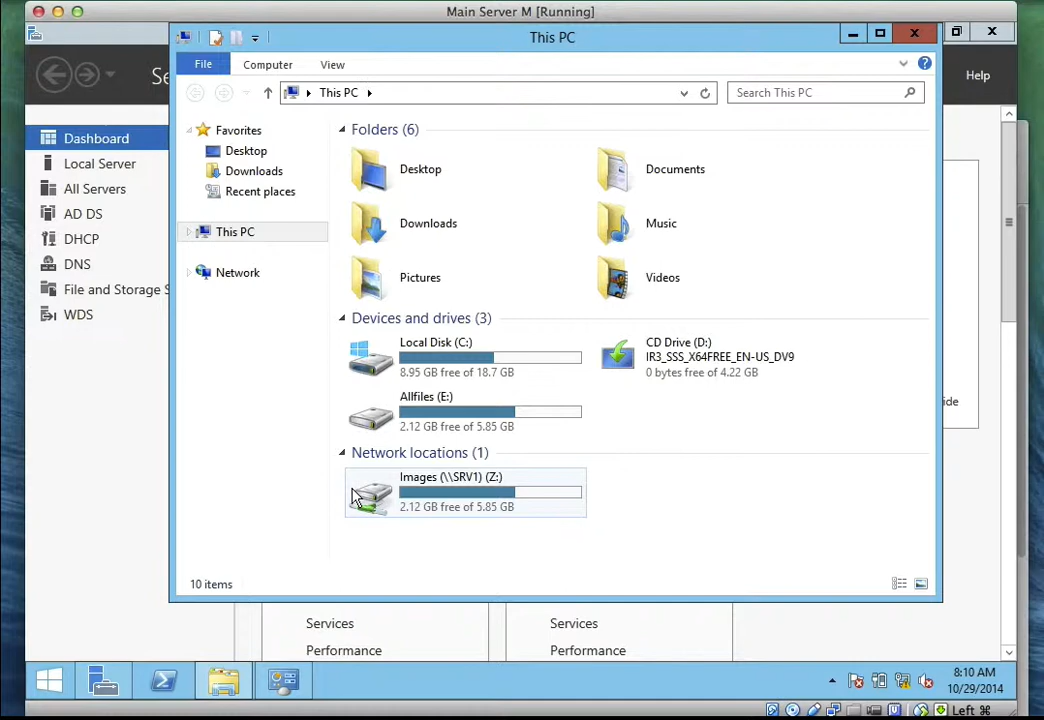 Main Server M [Running]
This PC
Se
Help
File
Computer
View
This PC
Search This PC
Dashboard
Local Server
All Servers
AD DS
DHCP
DNS
File and Storage S
WDS
Favorites
Desktop
Downloads
Recent places
This PC
Network
Folders (6)
Desktop
Documents
Downloads
Music
Pictures
Videos
Devices and drives (3)
Local Disk (C:)
8.95 GB free of 18.7 GB
CD Drive (D:)
IR3_SSS_X64FREE_EN-US_DV9
0 bytes free of 4.22 GB
Allfiles (E:)
2.12 GB free of 5.85 GB
Network locations (1)
Images (\\SRV1) (Z:)
2.12 GB free of 5.85 GB
ide
10 items
Services
Services
Performance
Performance
8:10 AM
10/29/2014
Left ⌘